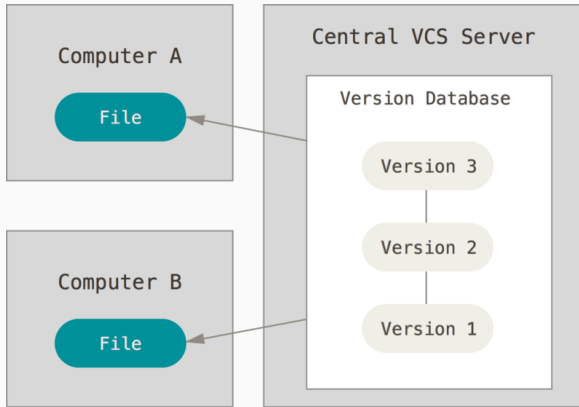 Computer A
File
Computer B
File
Central VCS Server
Version Database
Version 3
Version 2
Version 1